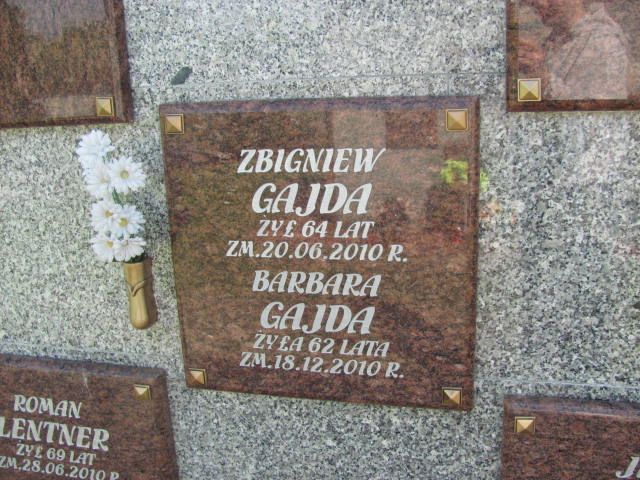 ZBIGNIEW
GAJDA
ŻYŁ 64 LAT
ZM.20.06.2010 R.
BARBARA
GAJDA
ŻYŁA 62 LATA
ZM.18.12.2010 R.
ROMAN
LENTNER
ŻYŁ 69 LAT
ZM.28.06.2010 R